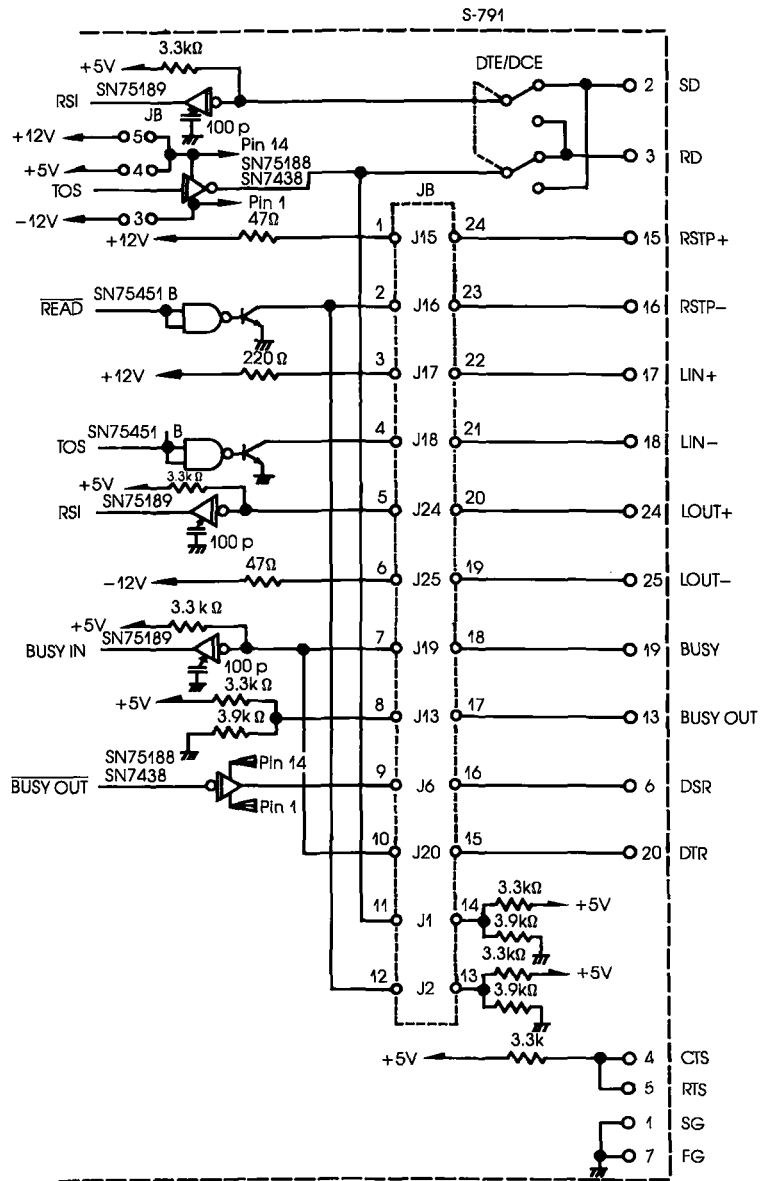 S-791
3.3kΩ
+5V
DTE/DCE
SN75189
RSI
2 SD
JB
100 p
+12V 5
Pin 14
SN75188
SN7438
+5V 4
3 RD
TOS
Pin 1
-12V 3
47Ω
JB
+12V
1 J15 24 15 RSTP+
SN75451 B
READ
2 J16 23 16 RSTP-
220Ω
+12V
3 J17 22 17 LIN+
SN75451 B
TOS
4 J18 21 18 LIN-
3.3kΩ
+5V
SN75189
RSI
5 J24 20 24 LOUT+
100 p
47Ω
-12V
6 J25 19 25 LOUT-
3.3 k Ω
+5V
SN75189
BUSY IN
7 J19 18 19 BUSY
100 p
3.3k Ω
+5V
3.9k Ω
8 J13 17 13 BUSY OUT
SN75188
SN7438
Pin 14
BUSY OUT
9 J6 16 6 DSR
Pin 1
10 J20 15 20 DTR
3.3kΩ
+5V
11 J1 14
3.9kΩ
3.3kΩ
+5V
12 J2 13
3.9kΩ
3.3k
+5V
4 CTS
5 RTS
1 SG
7 FG